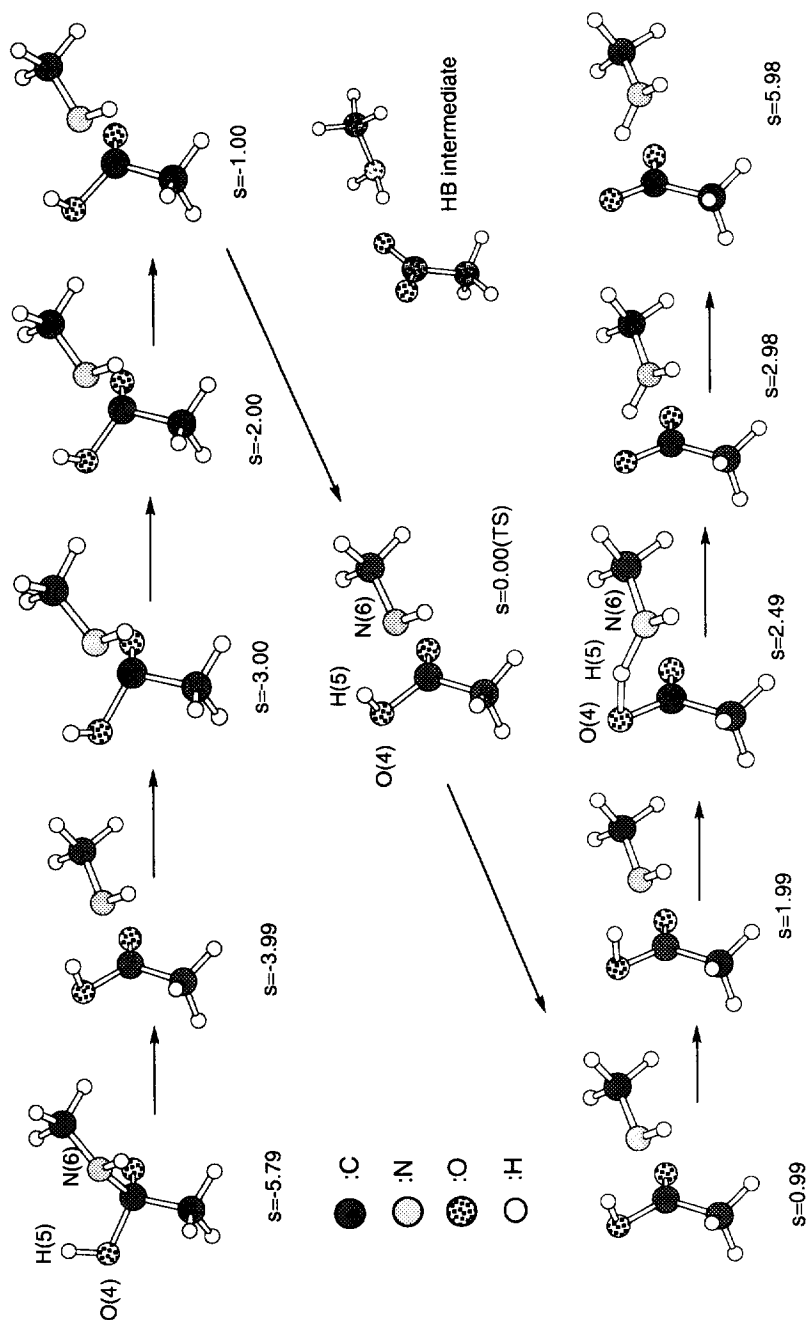 H(5)
O(4)
N(6)
s=-5.79
s=-3.99
s=-3.00
s=-2.00
s=-1.00
:C
:N
:O
:H
H(5)
O(4)
N(6)
s=0.00(TS)
HB intermediate
s=0.99
s=1.99
O(4)
H(5)
N(6)
s=2.49
s=2.98
s=5.98